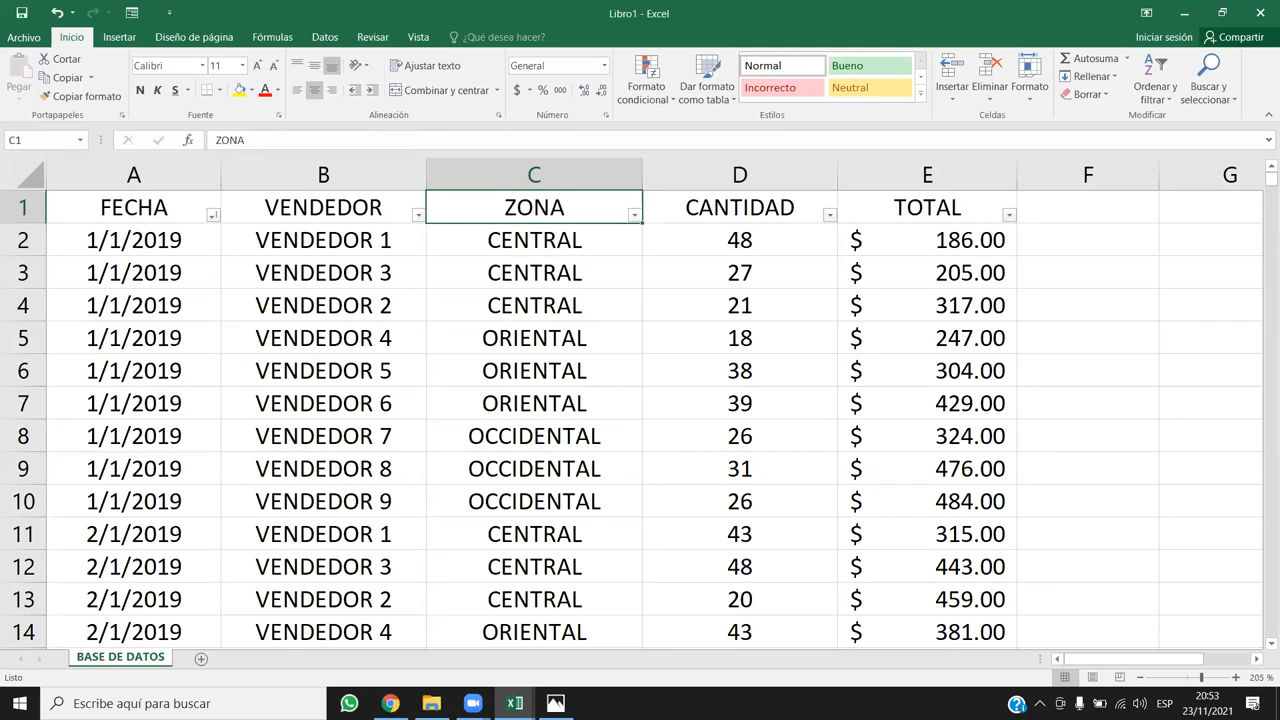 Libro1 - Excel
Archivo Inicio Insertar Diseño de página Fórmulas Datos Revisar Vista ¿Qué desea hacer? Iniciar sesión Compartir
Pegar Cortar Copiar Copiar formato Portapapeles
Calibri 11 N K S Fuente
Ajustar texto Combinar y centrar Alineación
General $ % 000 Número
Formato condicional Dar formato como tabla Normal Bueno Incorrecto Neutral Estilos
Insertar Eliminar Formato Celdas
Autosuma Rellenar Borrar Ordenar y filtrar Buscar y seleccionar Modificar
C1 fx ZONA
A B C D E F G
1 FECHA VENDEDOR ZONA CANTIDAD TOTAL
2 1/1/2019 VENDEDOR 1 CENTRAL 48 $ 186.00
3 1/1/2019 VENDEDOR 3 CENTRAL 27 $ 205.00
4 1/1/2019 VENDEDOR 2 CENTRAL 21 $ 317.00
5 1/1/2019 VENDEDOR 4 ORIENTAL 18 $ 247.00
6 1/1/2019 VENDEDOR 5 ORIENTAL 38 $ 304.00
7 1/1/2019 VENDEDOR 6 ORIENTAL 39 $ 429.00
8 1/1/2019 VENDEDOR 7 OCCIDENTAL 26 $ 324.00
9 1/1/2019 VENDEDOR 8 OCCIDENTAL 31 $ 476.00
10 1/1/2019 VENDEDOR 9 OCCIDENTAL 26 $ 484.00
11 2/1/2019 VENDEDOR 1 CENTRAL 43 $ 315.00
12 2/1/2019 VENDEDOR 3 CENTRAL 48 $ 443.00
13 2/1/2019 VENDEDOR 2 CENTRAL 20 $ 459.00
14 2/1/2019 VENDEDOR 4 ORIENTAL 43 $ 381.00
BASE DE DATOS
Listo 205 %
Escribe aquí para buscar ESP 20:53
23/11/2021